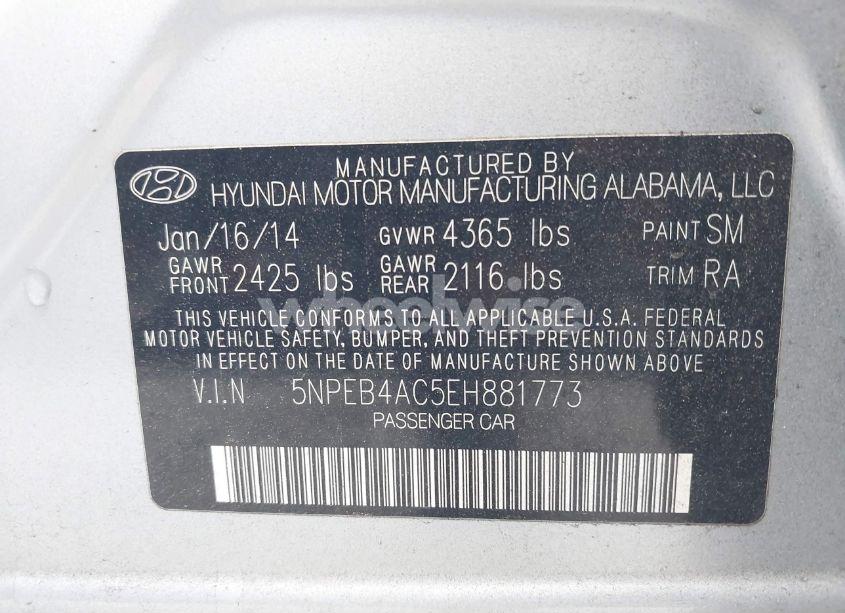 MANUFACTURED BY
HYUNDAI MOTOR MANUFACTURING ALABAMA, LLC
Jan/16/14 GVWR 4365 lbs PAINT SM
GAWR FRONT 2425 lbs GAWR REAR 2116 lbs TRIM RA
wheelwise
THIS VEHICLE CONFORMS TO ALL APPLICABLE U.S.A. FEDERAL
MOTOR VEHICLE SAFETY, BUMPER, AND THEFT PREVENTION STANDARDS
IN EFFECT ON THE DATE OF MANUFACTURE SHOWN ABOVE
V.I.N 5NPEB4AC5EH881773
PASSENGER CAR